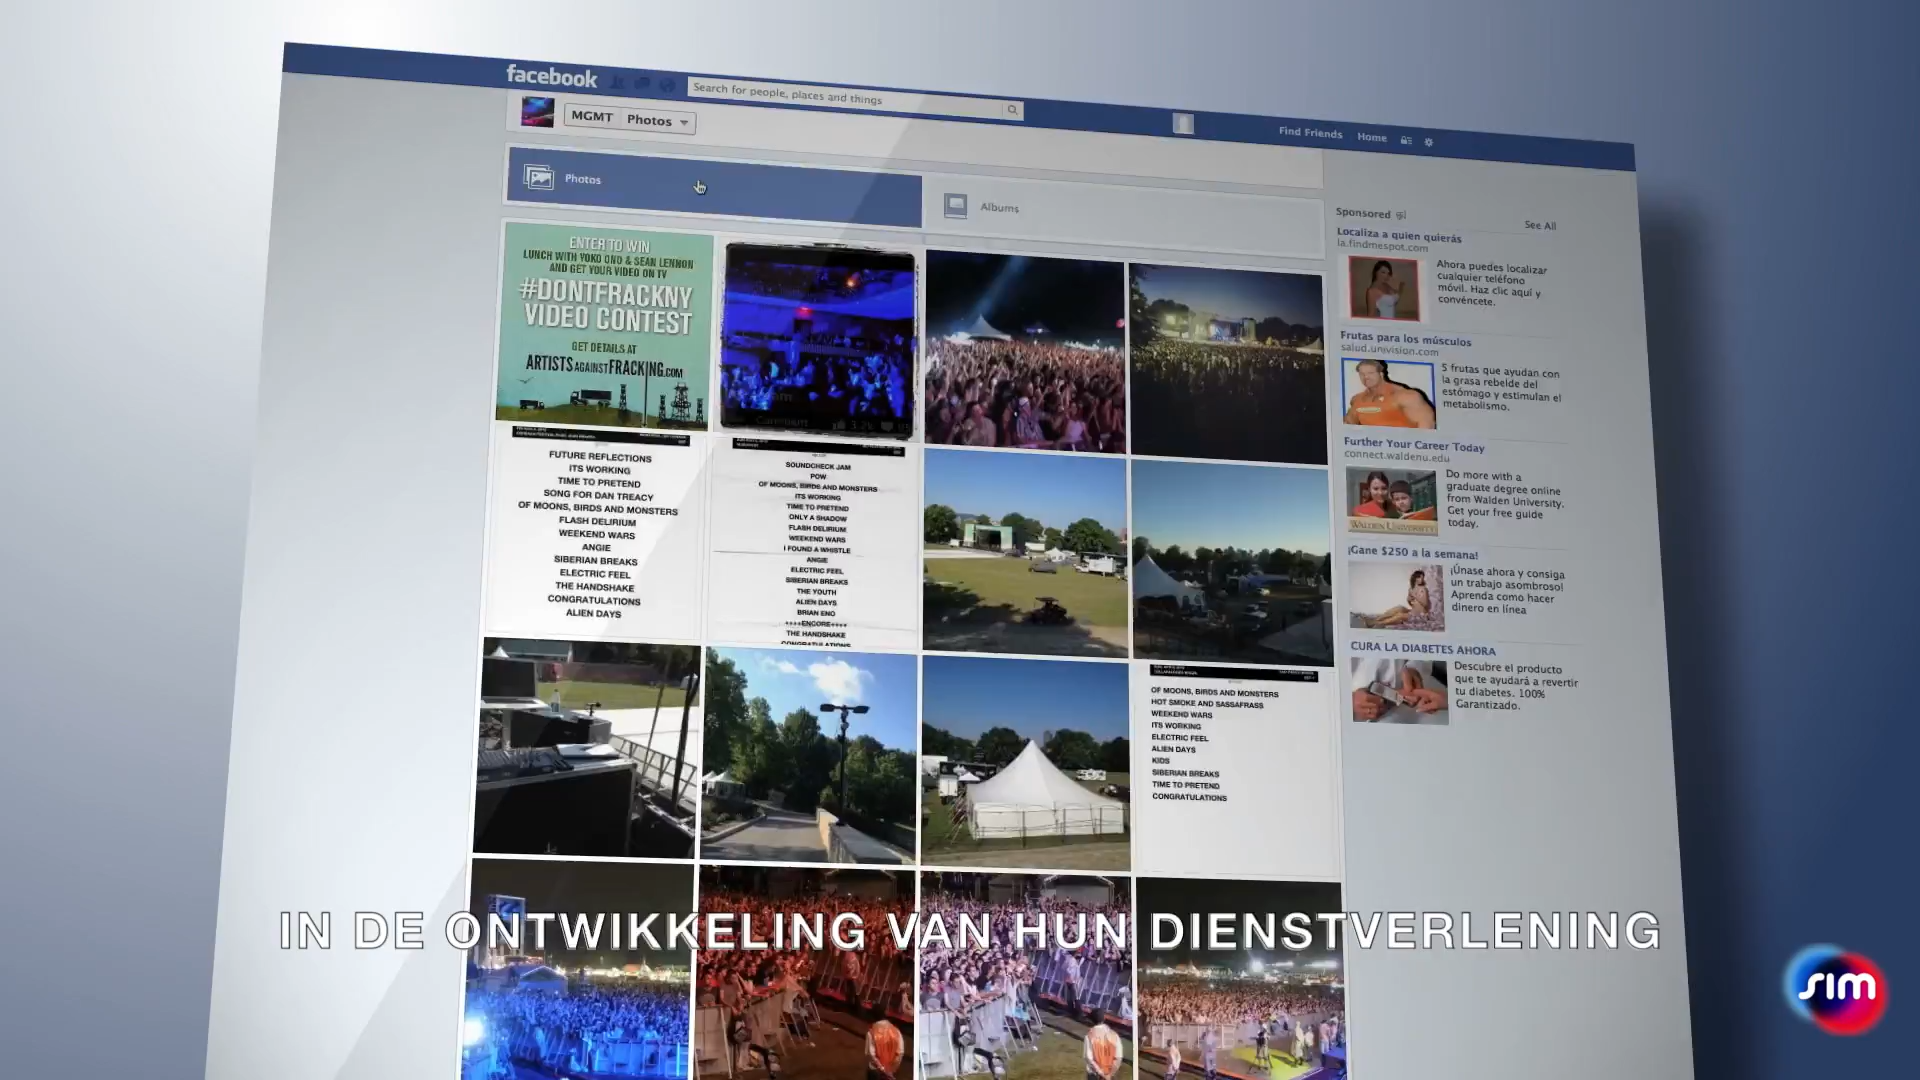 facebook
Search for people, places and things
Find Friends
Home
MGMT Photos
Photos
Albums
Sponsored
See All
Localiza a quien quierás
la.findmespot.com
Ahora puedes localizar
cualquier teléfono
móvil. Haz clic aquí y
convéncete.
Frutas para los músculos
salud.univision.com
5 frutas que ayudan con
la grasa rebelde del
estómago y estimulan el
metabolismo.
Further Your Career Today
connect.waldenu.edu
Do more with a
graduate degree online
from Walden University.
Get your free guide
today.
WALDEN UNIVERSITY
¡Gane $250 a la semana!
¡Únase ahora y consiga
un trabajo asombroso!
Aprenda como hacer
dinero en línea
CURA LA DIABETES AHORA
Descubre el producto
que te ayudará a revertir
tu diabetes. 100%
Garantizado.
ENTER TO WIN
LUNCH WITH YOKO ONO & SEAN LENNON
AND GET YOUR VIDEO ON TV
#DONTFRACKNY
VIDEO CONTEST
GET DETAILS AT
ARTISTSAGAINSTFRACKING.COM
Comment
FUTURE REFLECTIONS
ITS WORKING
TIME TO PRETEND
SONG FOR DAN TREACY
OF MOONS, BIRDS AND MONSTERS
FLASH DELIRIUM
WEEKEND WARS
ANGIE
SIBERIAN BREAKS
ELECTRIC FEEL
THE HANDSHAKE
CONGRATULATIONS
ALIEN DAYS
SOUNDCHECK JAM
POW
OF MOONS, BIRDS AND MONSTERS
ITS WORKING
TIME TO PRETEND
ONLY A SHADOW
FLASH DELIRIUM
WEEKEND WARS
I FOUND A WHISTLE
ANGIE
ELECTRIC FEEL
SIBERIAN BREAKS
THE YOUTH
ALIEN DAYS
BRIAN ENO
++++ENCORE++++
THE HANDSHAKE
CONGRATULATIONS
OF MOONS, BIRDS AND MONSTERS
HOT SMOKE AND SASSAFRASS
WEEKEND WARS
ITS WORKING
ELECTRIC FEEL
ALIEN DAYS
KIDS
SIBERIAN BREAKS
TIME TO PRETEND
CONGRATULATIONS
IN DE ONTWIKKELING VAN HUN DIENSTVERLENING
sim